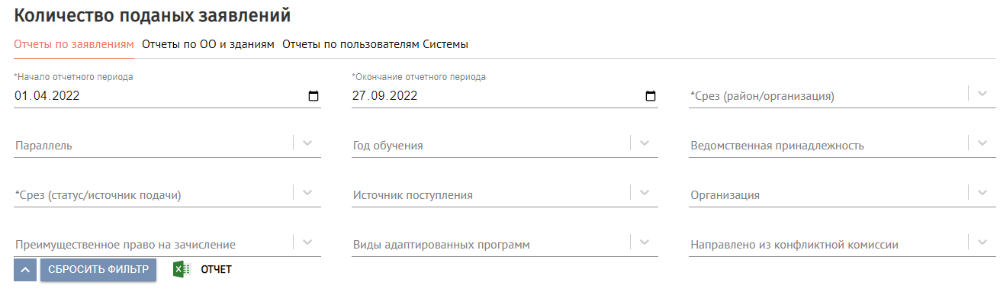 Количество поданых заявлений
Отчеты по заявлениям Отчеты по ОО и зданиям Отчеты по пользователям Системы
*Начало отчетного периода *Окончание отчетного периода
01.04.2022 27.09.2022 *Срез (район/организация)
Параллель Год обучения Ведомственная принадлежность
*Срез (статус/источник подачи) Источник поступления Организация
Преимущественное право на зачисление Виды адаптированных программ Направлено из конфликтной комиссии
СБРОСИТЬ ФИЛЬТР ОТЧЕТ